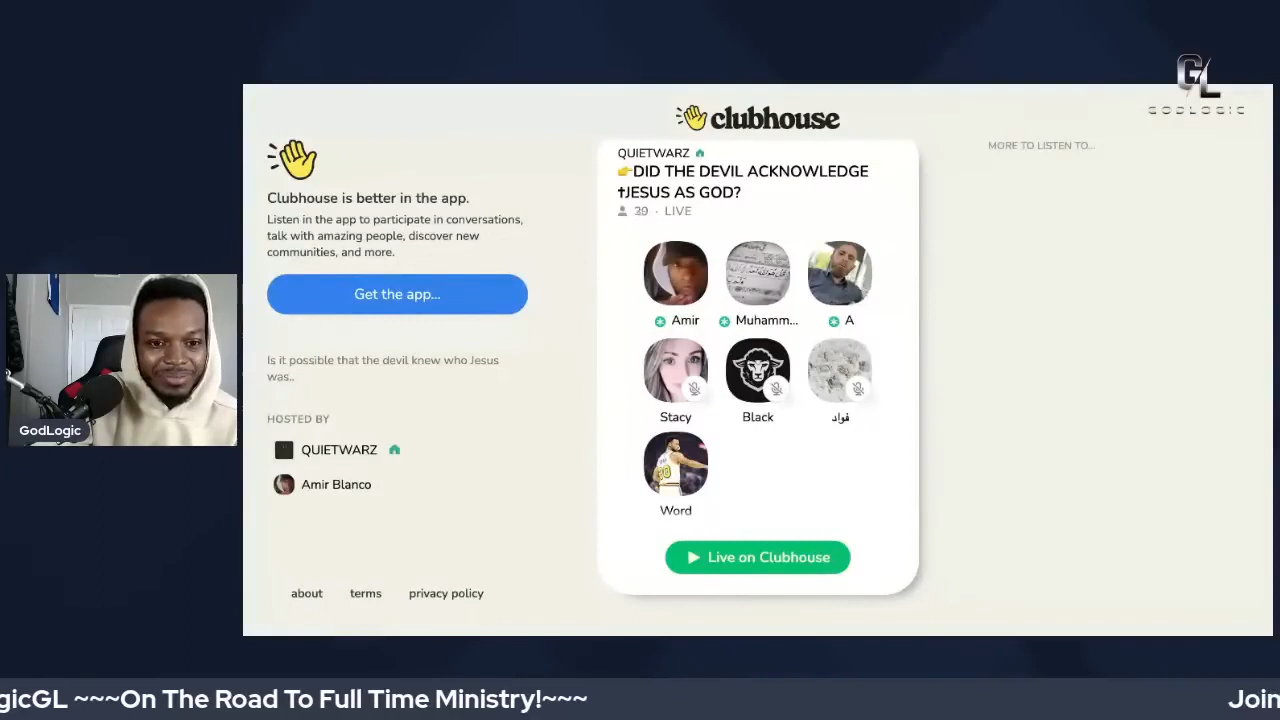 GL
GODLOGIC
clubhouse
Clubhouse is better in the app.
Listen in the app to participate in conversations,
talk with amazing people, discover new
communities, and more.
Get the app...
Is it possible that the devil knew who Jesus
was..
HOSTED BY
QUIETWARZ
Amir Blanco
about terms privacy policy
QUIETWARZ
👉DID THE DEVIL ACKNOWLEDGE
✝JESUS AS GOD?
29 · LIVE
Amir Muhamm... A
Stacy Black فواد
Word
Live on Clubhouse
MORE TO LISTEN TO...
GodLogic
gicGL ~~~On The Road To Full Time Ministry!~~~ Join